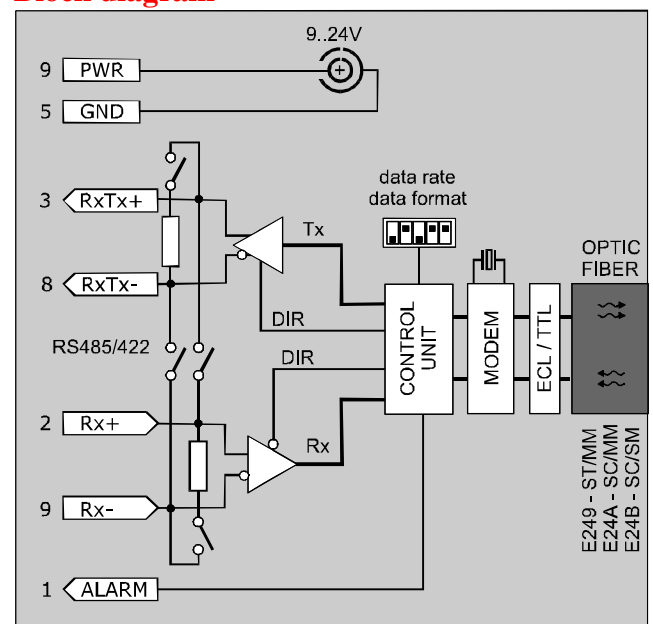 Block diagram
9..24V
9 PWR
5 GND
3 RxTx+
data rate
data format
Tx
OPTIC
FIBER
8 RxTx-
DIR
RS485/422
DIR
CONTROL
UNIT
MODEM
ECL / TTL
2 Rx+
Rx
9 Rx-
E249 - ST/MM
E24A - SC/MM
E24B - SC/SM
1 ALARM